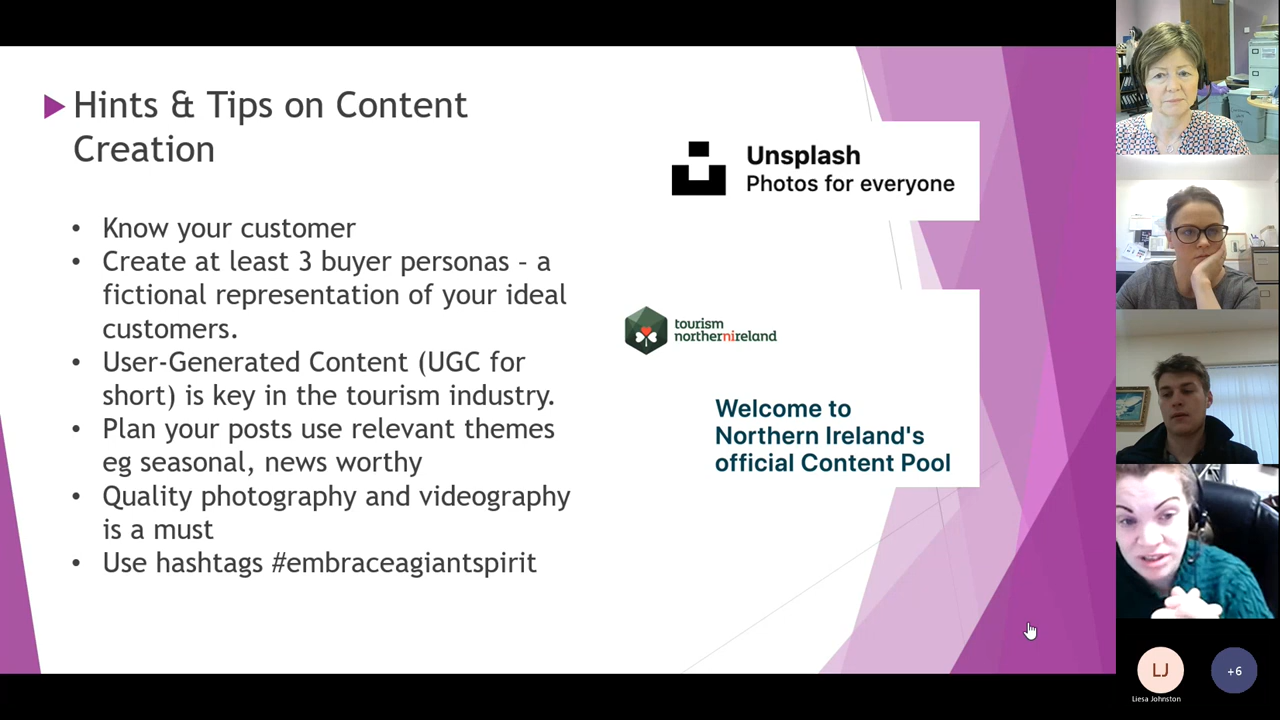 Hints & Tips on Content
Creation
• Know your customer
• Create at least 3 buyer personas – a
fictional representation of your ideal
customers.
• User-Generated Content (UGC for
short) is key in the tourism industry.
• Plan your posts use relevant themes
eg seasonal, news worthy
• Quality photography and videography
is a must
• Use hashtags #embraceagiantspirit
Unsplash
Photos for everyone
tourism
northernireland
Welcome to
Northern Ireland's
official Content Pool
LJ
+6
Liesa Johnston